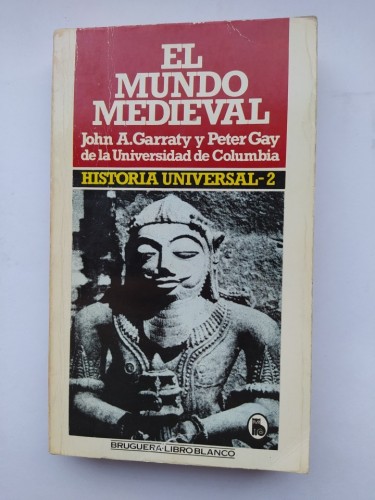 EL
MUNDO
MEDIEVAL
John A.Garraty y Peter Gay
de la Universidad de Columbia
HISTORIA UNIVERSAL-2
BRUGUERA-LIBRO BLANCO